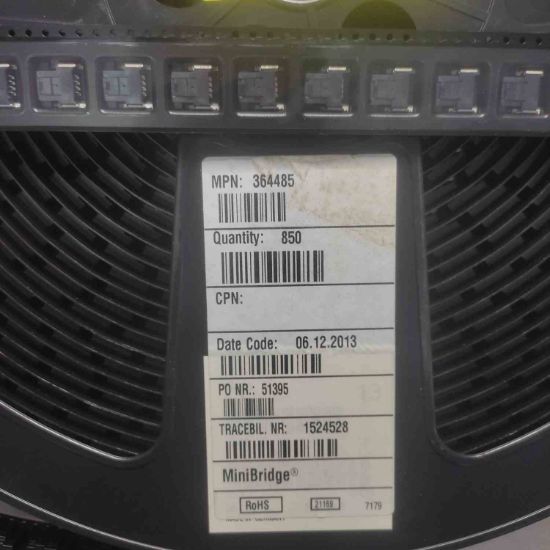 MPN: 364485
Quantity: 850
CPN:
Date Code: 06.12.2013
PO NR.: 51395
TRACEBIL. NR: 1524528
MiniBridge®
RoHS 21169 7179